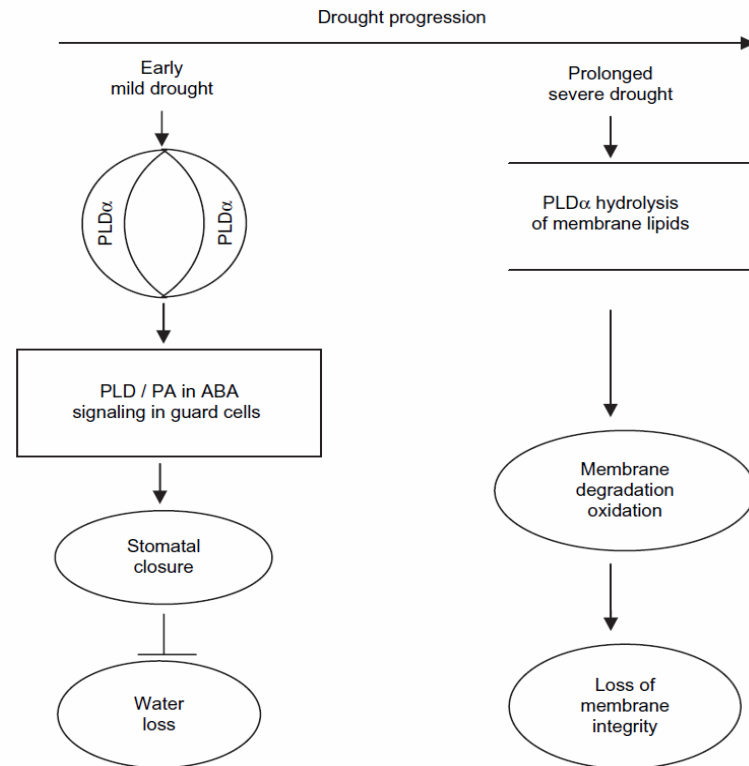 Drought progression
Early
mild drought
PLDα
PLDα
PLD / PA in ABA
signaling in guard cells
Stomatal
closure
Water
loss
Prolonged
severe drought
PLDα hydrolysis
of membrane lipids
Membrane
degradation
oxidation
Loss of
membrane
integrity